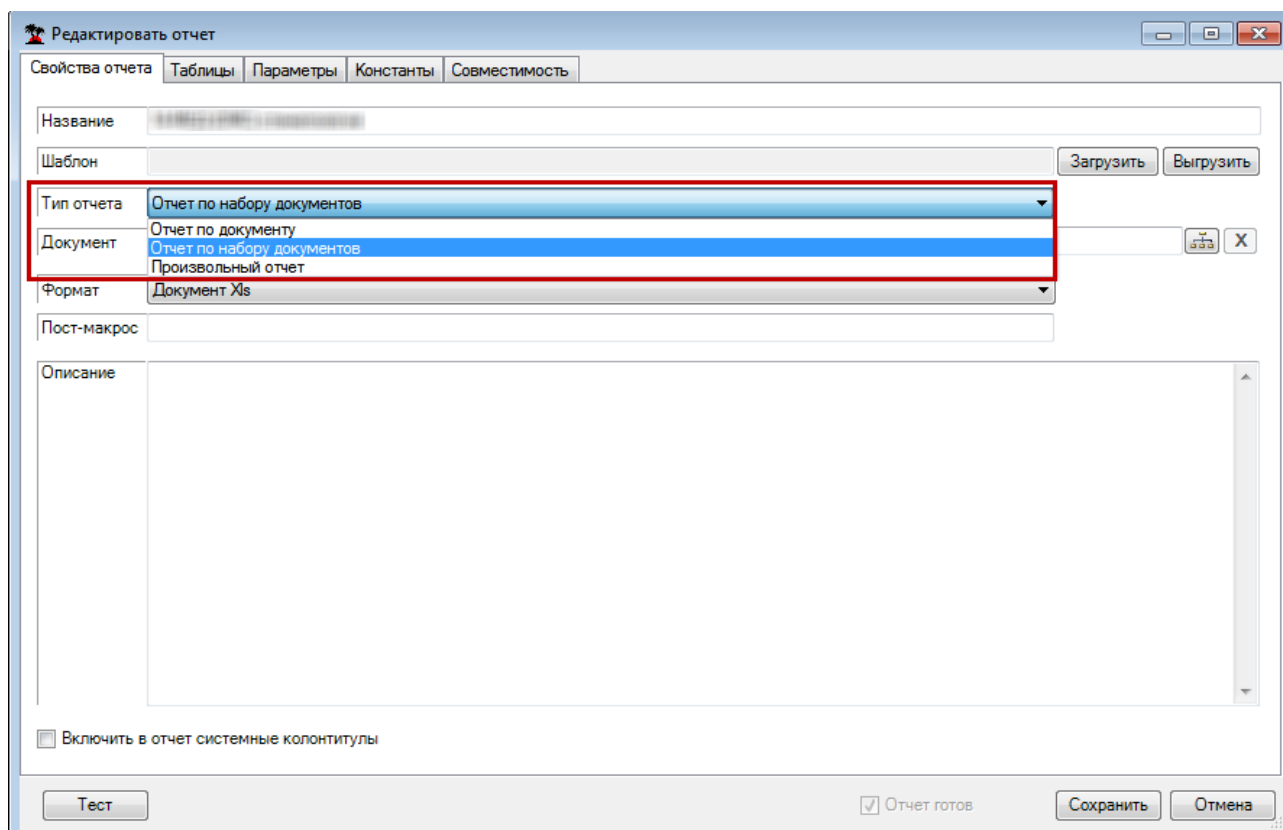 Редактировать отчет
Свойства отчета Таблицы Параметры Константы Совместимость
Название
Шаблон Загрузить Выгрузить
Тип отчета Отчет по набору документов
Отчет по документу
Документ Отчет по набору документов X
Произвольный отчет
Формат Документ Xls
Пост-макрос
Описание
Включить в отчет системные колонтитулы
Тест Отчет готов Сохранить Отмена